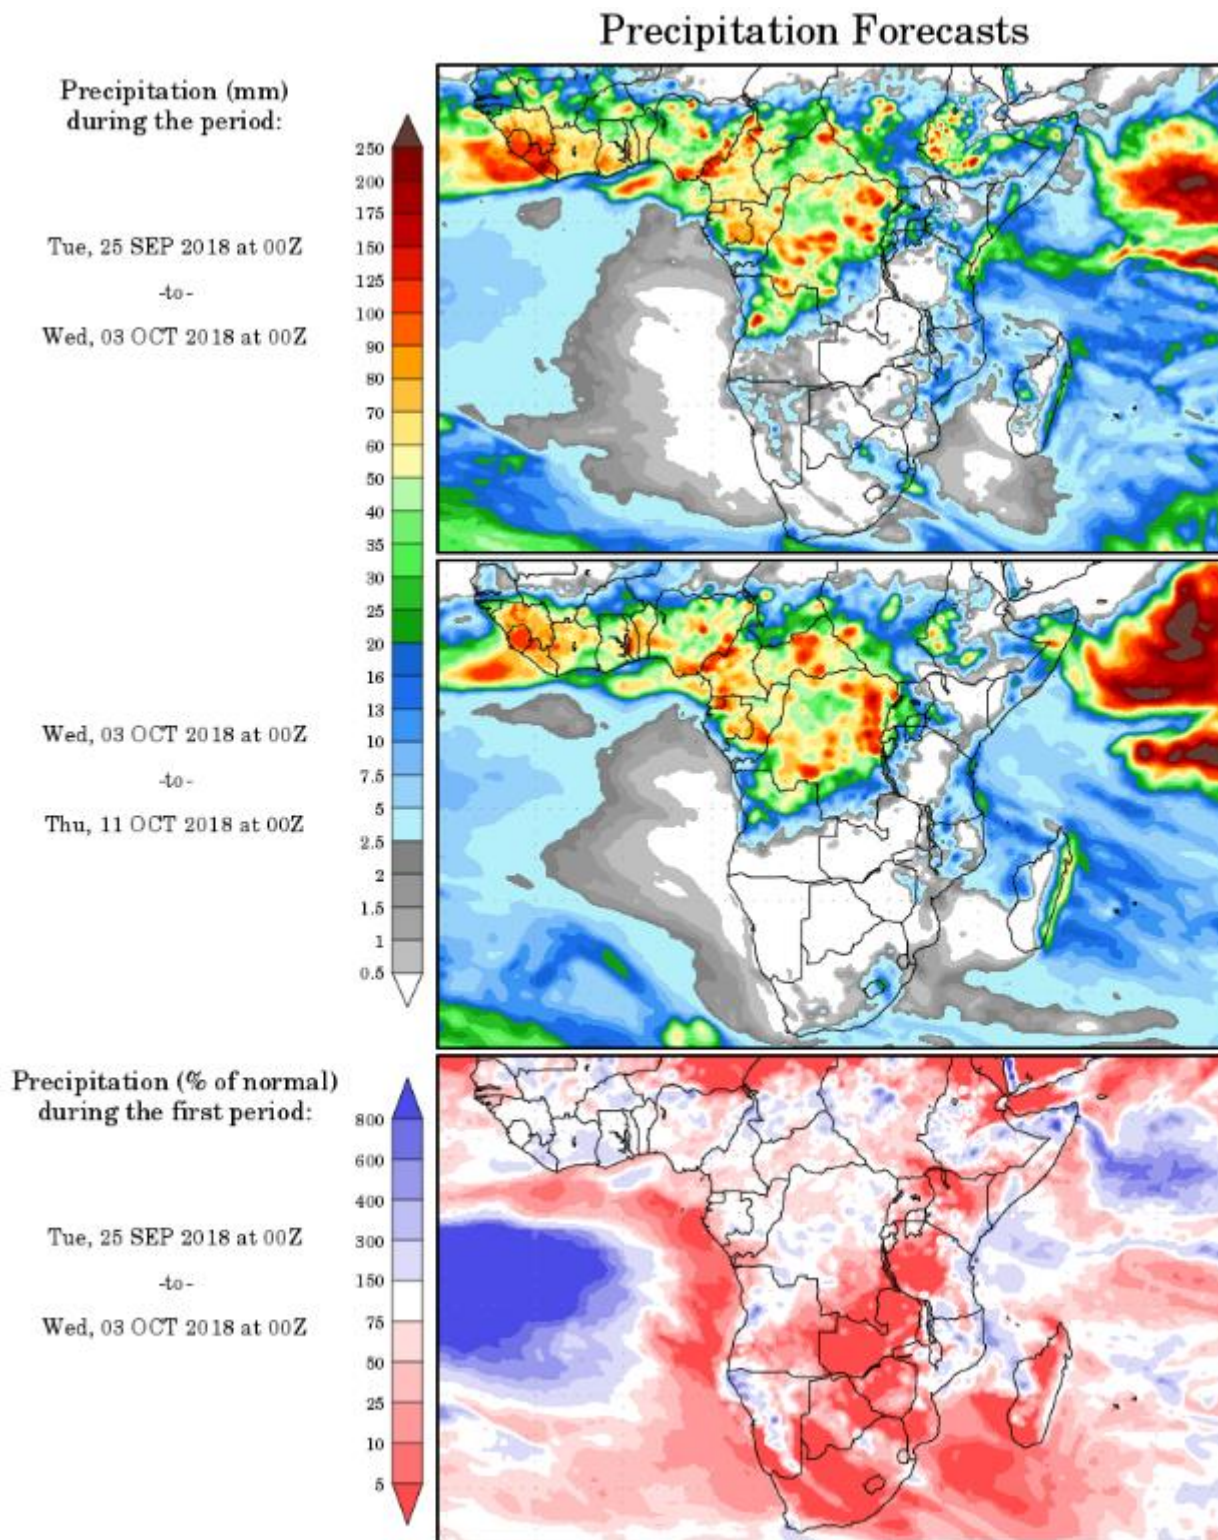 Precipitation Forecasts
Precipitation (mm)
during the period:
250
200
175
150
125
100
90
80
70
60
50
40
35
30
25
20
16
13
10
7.5
5
2.5
2
1.5
1
0.5
Tue, 25 SEP 2018 at 00Z
-to-
Wed, 03 OCT 2018 at 00Z
Wed, 03 OCT 2018 at 00Z
-to-
Thu, 11 OCT 2018 at 00Z
Precipitation (% of normal)
during the first period:
800
600
400
300
150
75
50
25
10
5
Tue, 25 SEP 2018 at 00Z
-to-
Wed, 03 OCT 2018 at 00Z